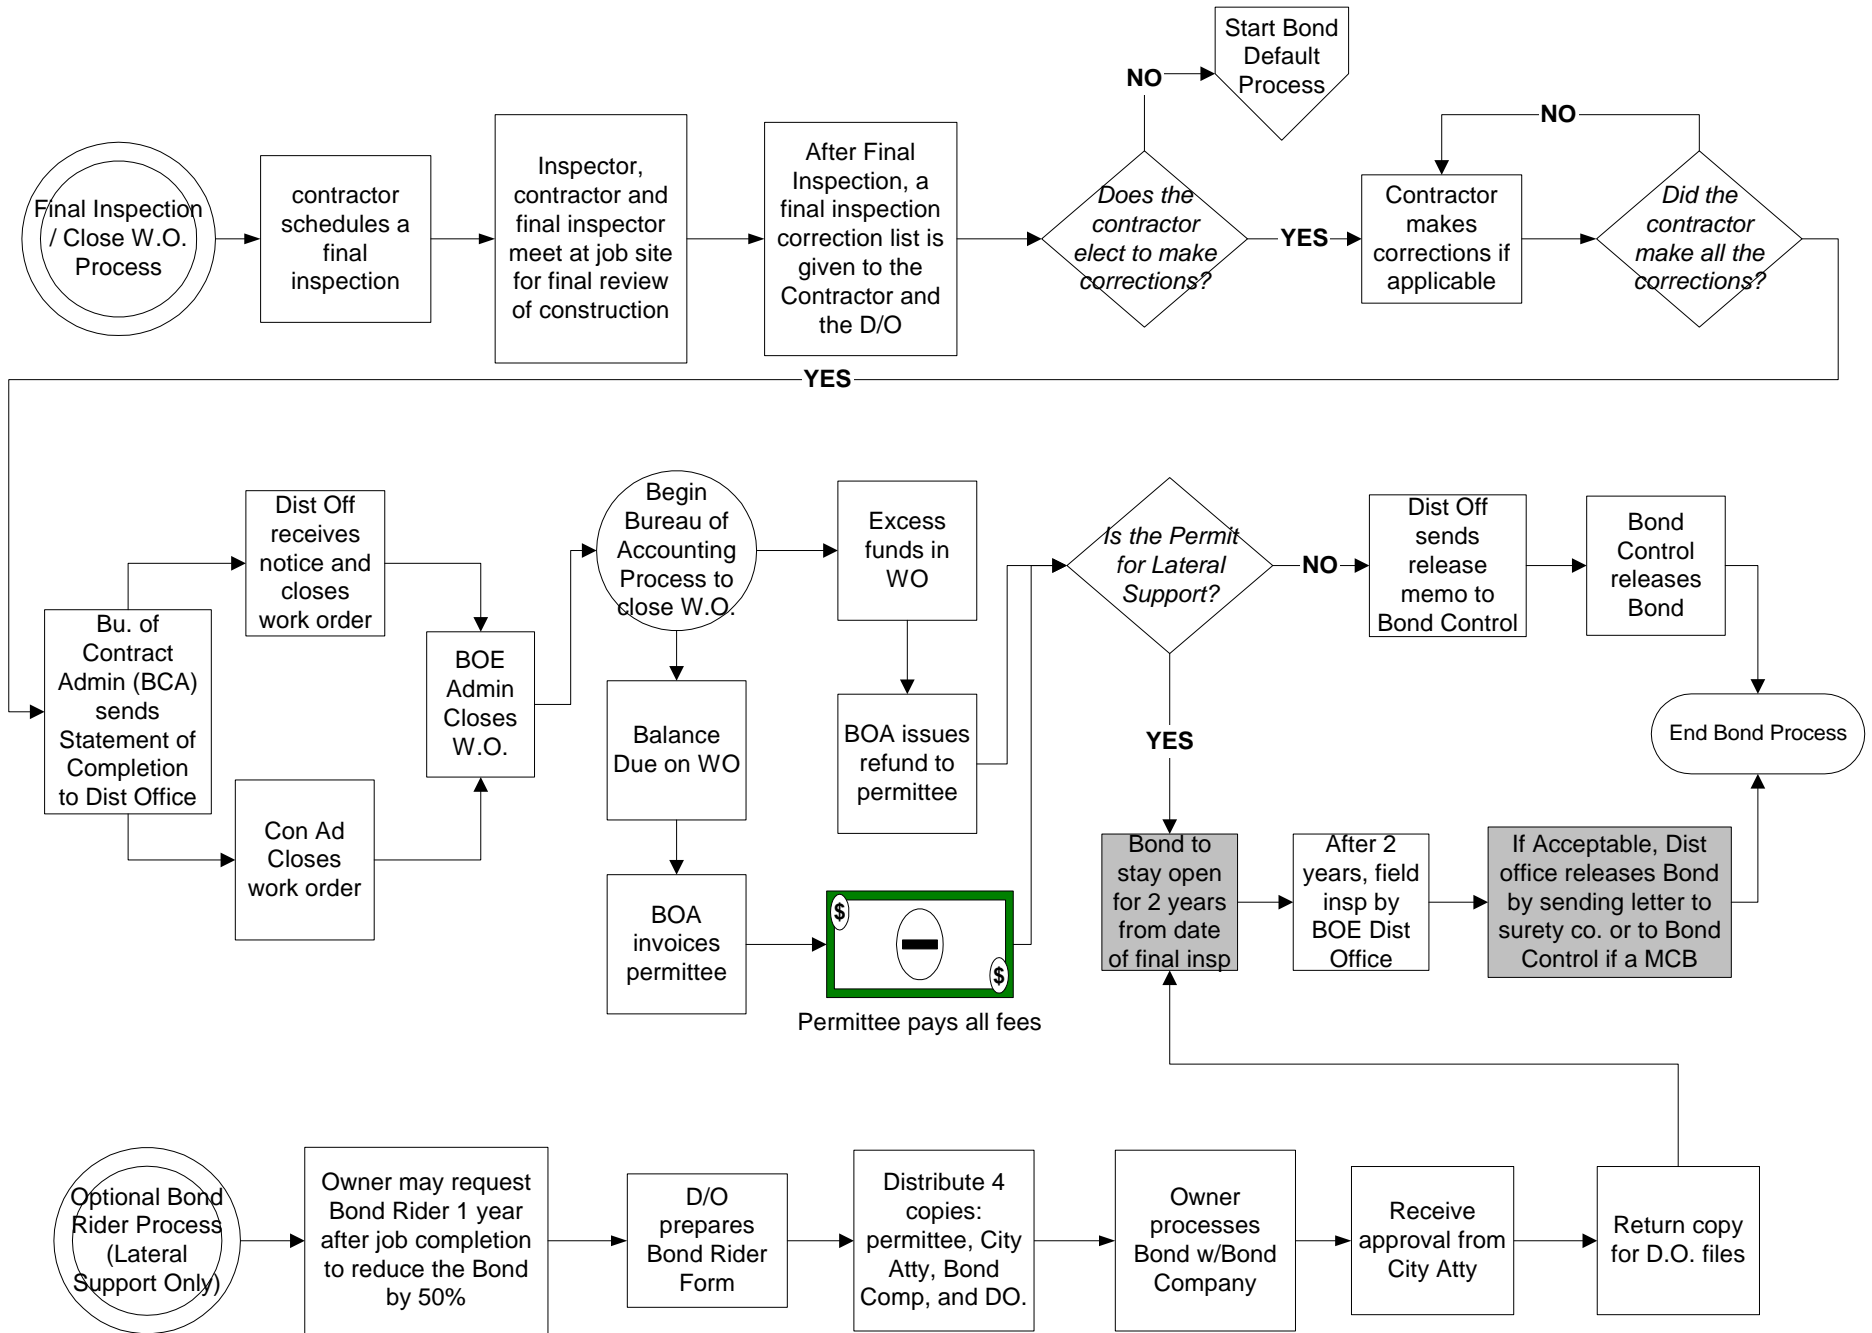 Start Bond
Default
Process
NO
NO
Final Inspection
/ Close W.O.
Process
contractor
schedules a
final
inspection
Inspector,
contractor and
final inspector
meet at job site
for final review
of construction
After Final
Inspection, a
final inspection
correction list is
given to the
Contractor and
the D/O
Does the
contractor
elect to make
corrections?
YES
Contractor
makes
corrections if
applicable
Did the
contractor
make all the
corrections?
YES
Bu. of
Contract
Admin (BCA)
sends
Statement of
Completion
to Dist Office
Dist Off
receives
notice and
closes
work order
Con Ad
Closes
work order
BOE
Admin
Closes
W.O.
Begin
Bureau of
Accounting
Process to
close W.O.
Excess
funds in
WO
BOA issues
refund to
permittee
Balance
Due on WO
BOA
invoices
permittee
$
$
Permittee pays all fees
Is the Permit
for Lateral
Support?
NO
Dist Off
sends
release
memo to
Bond Control
Bond
Control
releases
Bond
End Bond Process
YES
Bond to
stay open
for 2 years
from date
of final insp
After 2
years, field
insp by
BOE Dist
Office
If Acceptable, Dist
office releases Bond
by sending letter to
surety co. or to Bond
Control if a MCB
Optional Bond
Rider Process
(Lateral
Support Only)
Owner may request
Bond Rider 1 year
after job completion
to reduce the Bond
by 50%
D/O
prepares
Bond Rider
Form
Distribute 4
copies:
permittee, City
Atty, Bond
Comp, and DO.
Owner
processes
Bond w/Bond
Company
Receive
approval from
City Atty
Return copy
for D.O. files